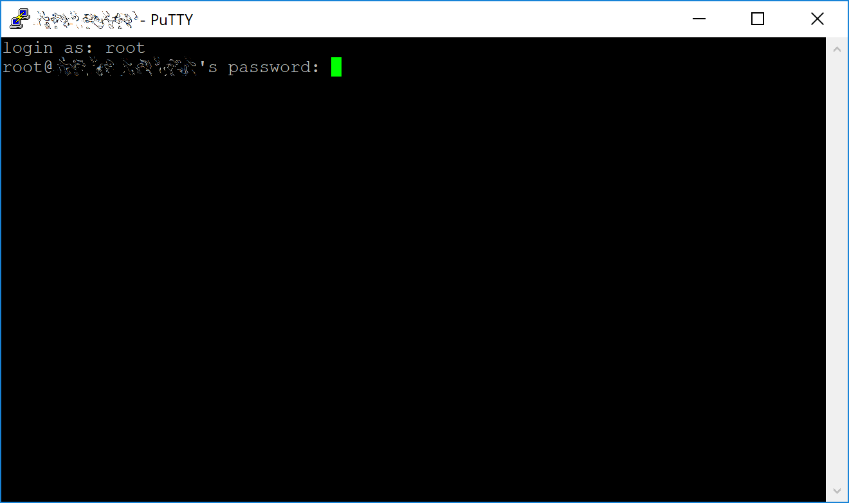 - PuTTY
login as: root
root@ 's password: